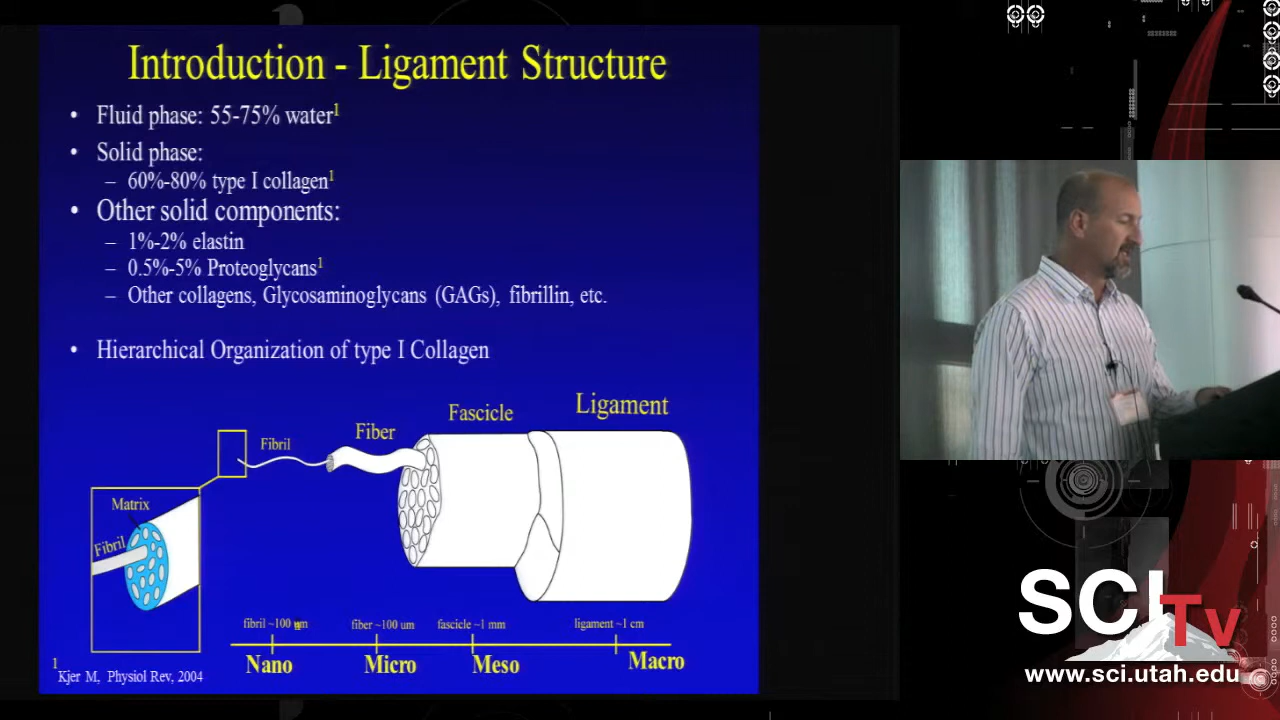 Introduction - Ligament Structure
• Fluid phase: 55-75% water1
• Solid phase:
– 60%-80% type I collagen1
• Other solid components:
– 1%-2% elastin
– 0.5%-5% Proteoglycans1
– Other collagens, Glycosaminoglycans (GAGs), fibrillin, etc.
• Hierarchical Organization of type I Collagen
Ligament
Fascicle
Fiber
Fibril
Matrix
Fibril
fibril ~100 fiber ~100 um fascicle ~1 mm ligament ~1 cm
Nano Micro Meso Macro
1 Kjer M, Physiol Rev, 2004
SCI Tv
www.sci.utah.edu